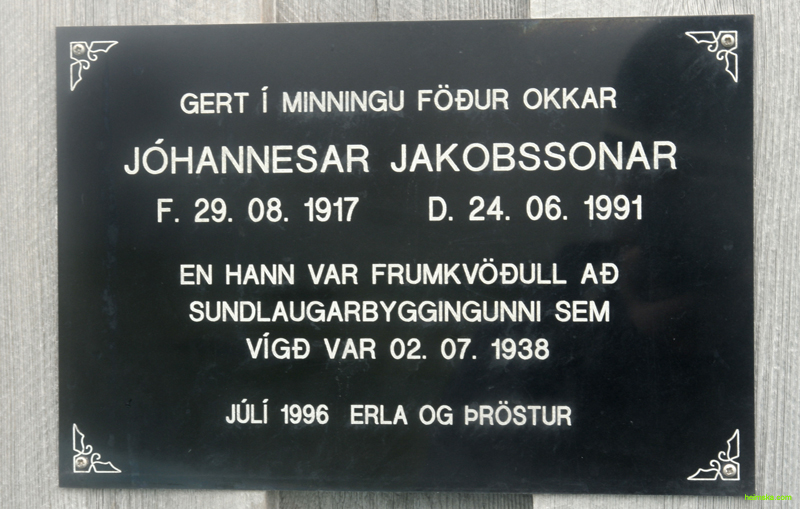 GERT Í MINNINGU FÖÐUR OKKAR
JÓHANNESAR JAKOBSSONAR
F. 29. 08. 1917 D. 24. 06. 1991
EN HANN VAR FRUMKVÖÐULL AÐ
SUNDLAUGARBYGGINGUNNI SEM
VÍGÐ VAR 02. 07. 1938
JÚLÍ 1996 ERLA OG ÞRÖSTUR